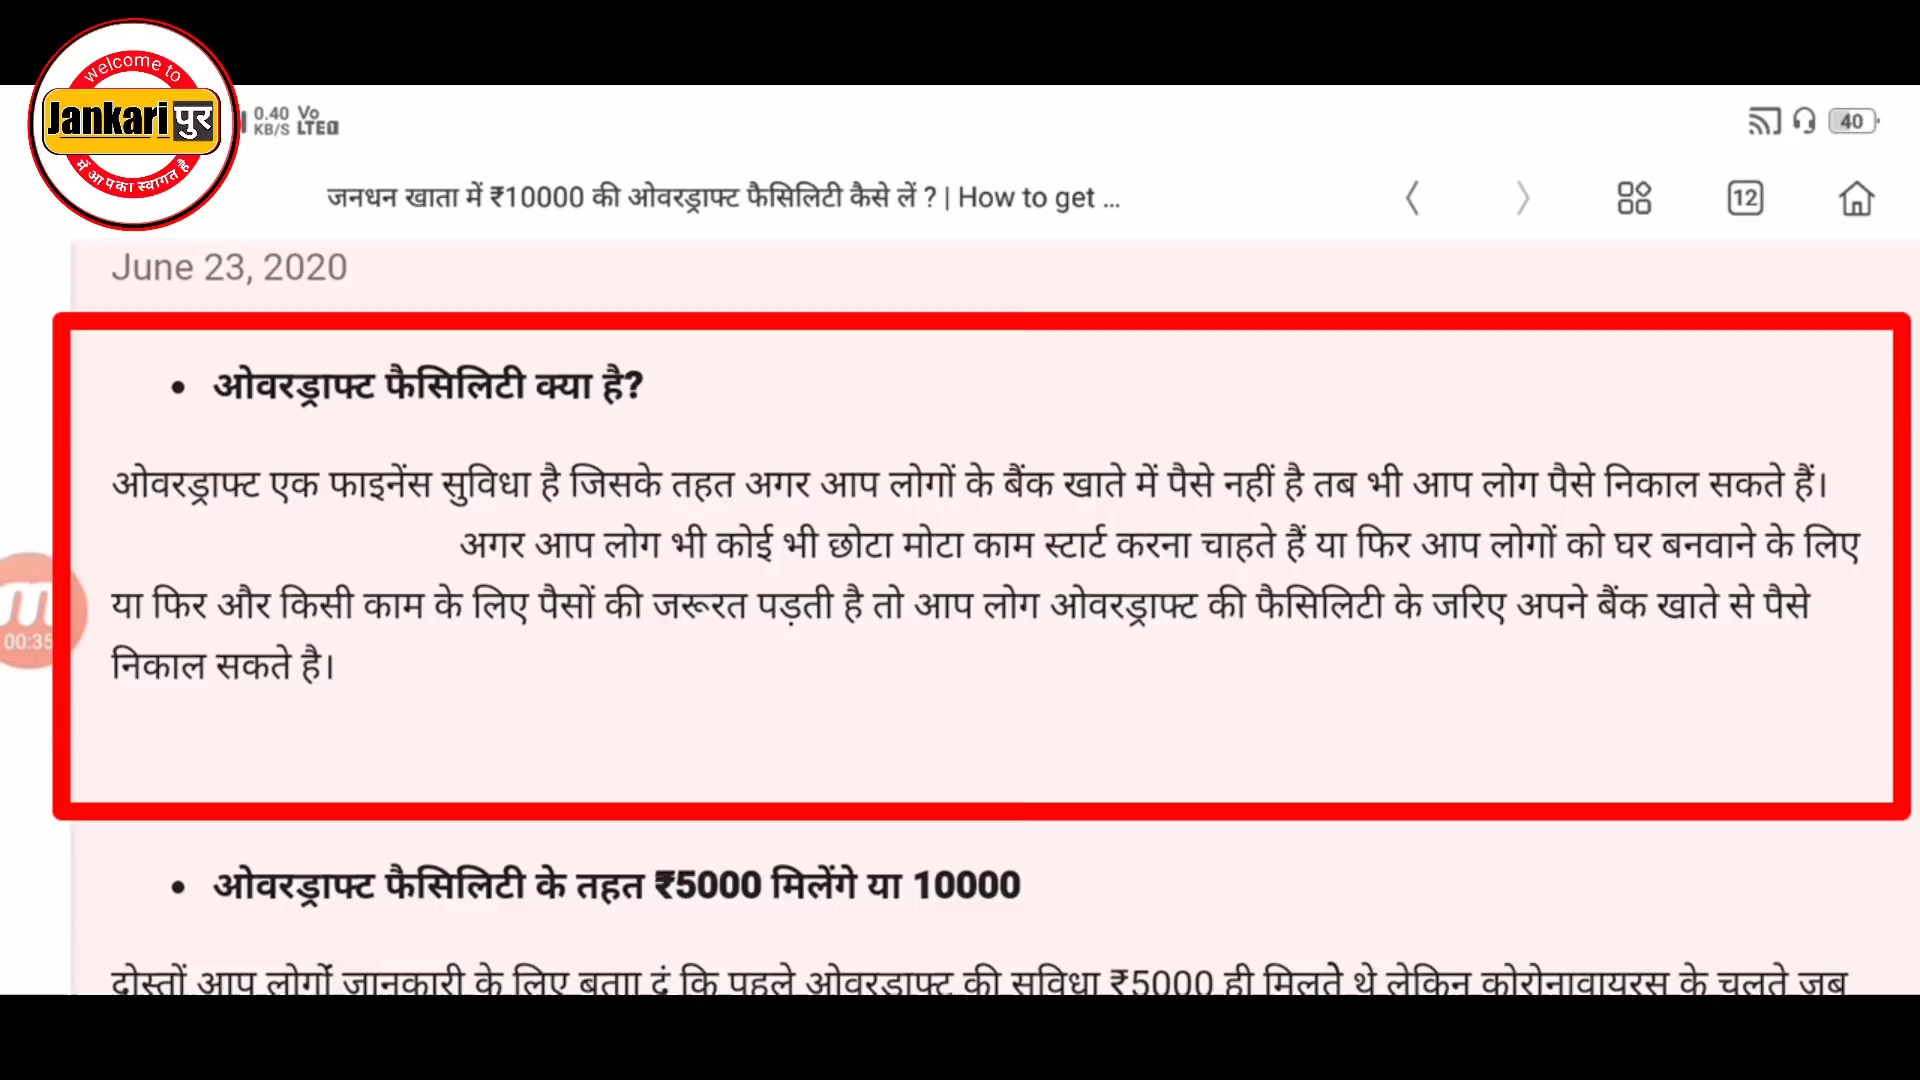 welcome to
Jankari पुर
में आपका स्वागत है
0.40 KB/S Vo LTE
40
जनधन खाता में ₹10000 की ओवरड्राफ्ट फैसिलिटी कैसे लें ? | How to get ...
12
June 23, 2020
• ओवरड्राफ्ट फैसिलिटी क्या है?
ओवरड्राफ्ट एक फाइनेंस सुविधा है जिसके तहत अगर आप लोगों के बैंक खाते में पैसे नहीं है तब भी आप लोग पैसे निकाल सकते हैं।
अगर आप लोग भी कोई भी छोटा मोटा काम स्टार्ट करना चाहते हैं या फिर आप लोगों को घर बनवाने के लिए
या फिर और किसी काम के लिए पैसों की जरूरत पड़ती है तो आप लोग ओवरड्राफ्ट की फैसिलिटी के जरिए अपने बैंक खाते से पैसे
निकाल सकते है।
00:35
• ओवरड्राफ्ट फैसिलिटी के तहत ₹5000 मिलेंगे या 10000
दोस्तों आप लोगों जानकारी के लिए बता दूं कि पहले ओवरड्राफ्ट की सुविधा ₹5000 ही मिलते थे लेकिन कोरोनावायरस के चलते जब